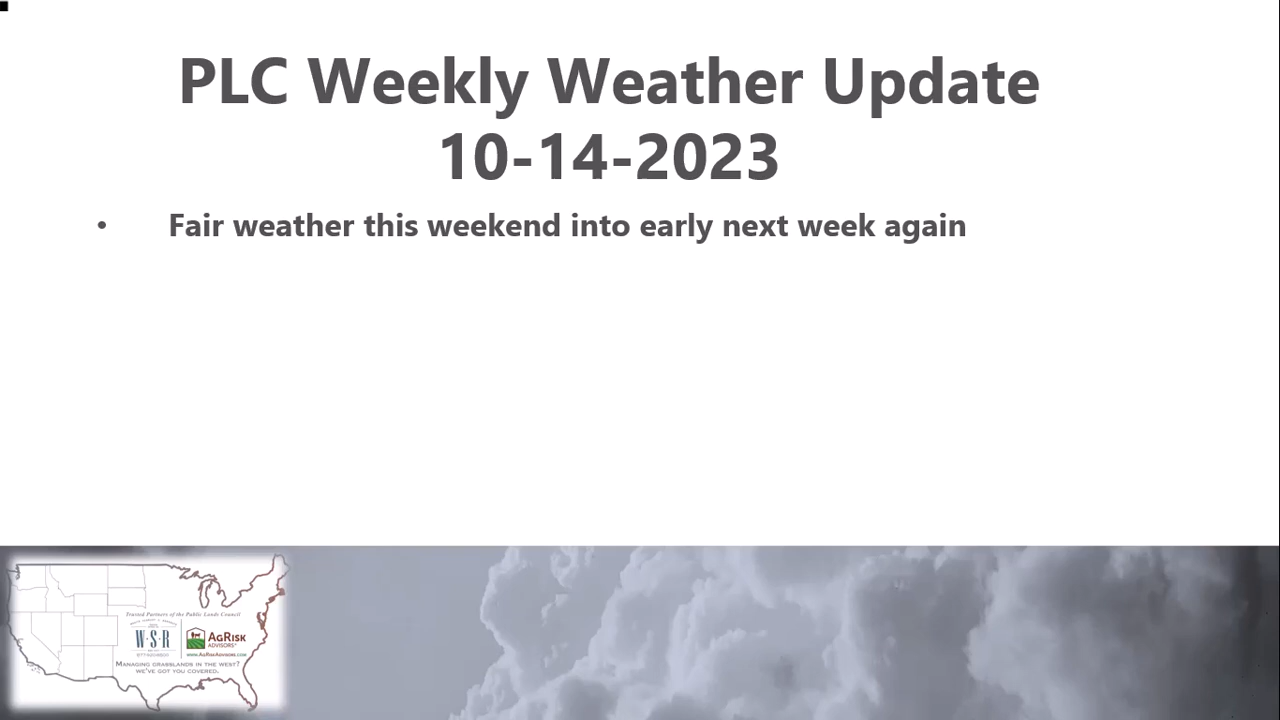 PLC Weekly Weather Update
10-14-2023
• Fair weather this weekend into early next week again
Trusted Partners of the Public Lands Council
W·S·R
AgRisk
ADVISORS
www.AgRiskAdvisors.com
Managing grasslands in the west?
we've got you covered.